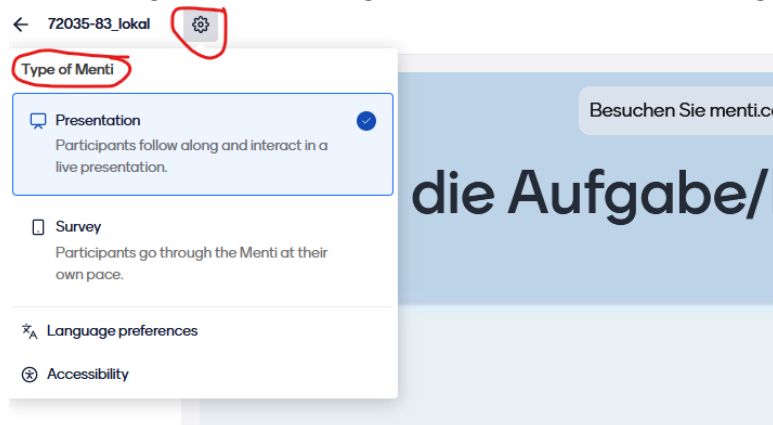 72035-83_lokal
Type of Menti
Besuchen Sie menti.c
Presentation
Participants follow along and interact in a
live presentation.
die Aufgabe/
Survey
Participants go through the Menti at their
own pace.
Language preferences
Accessibility